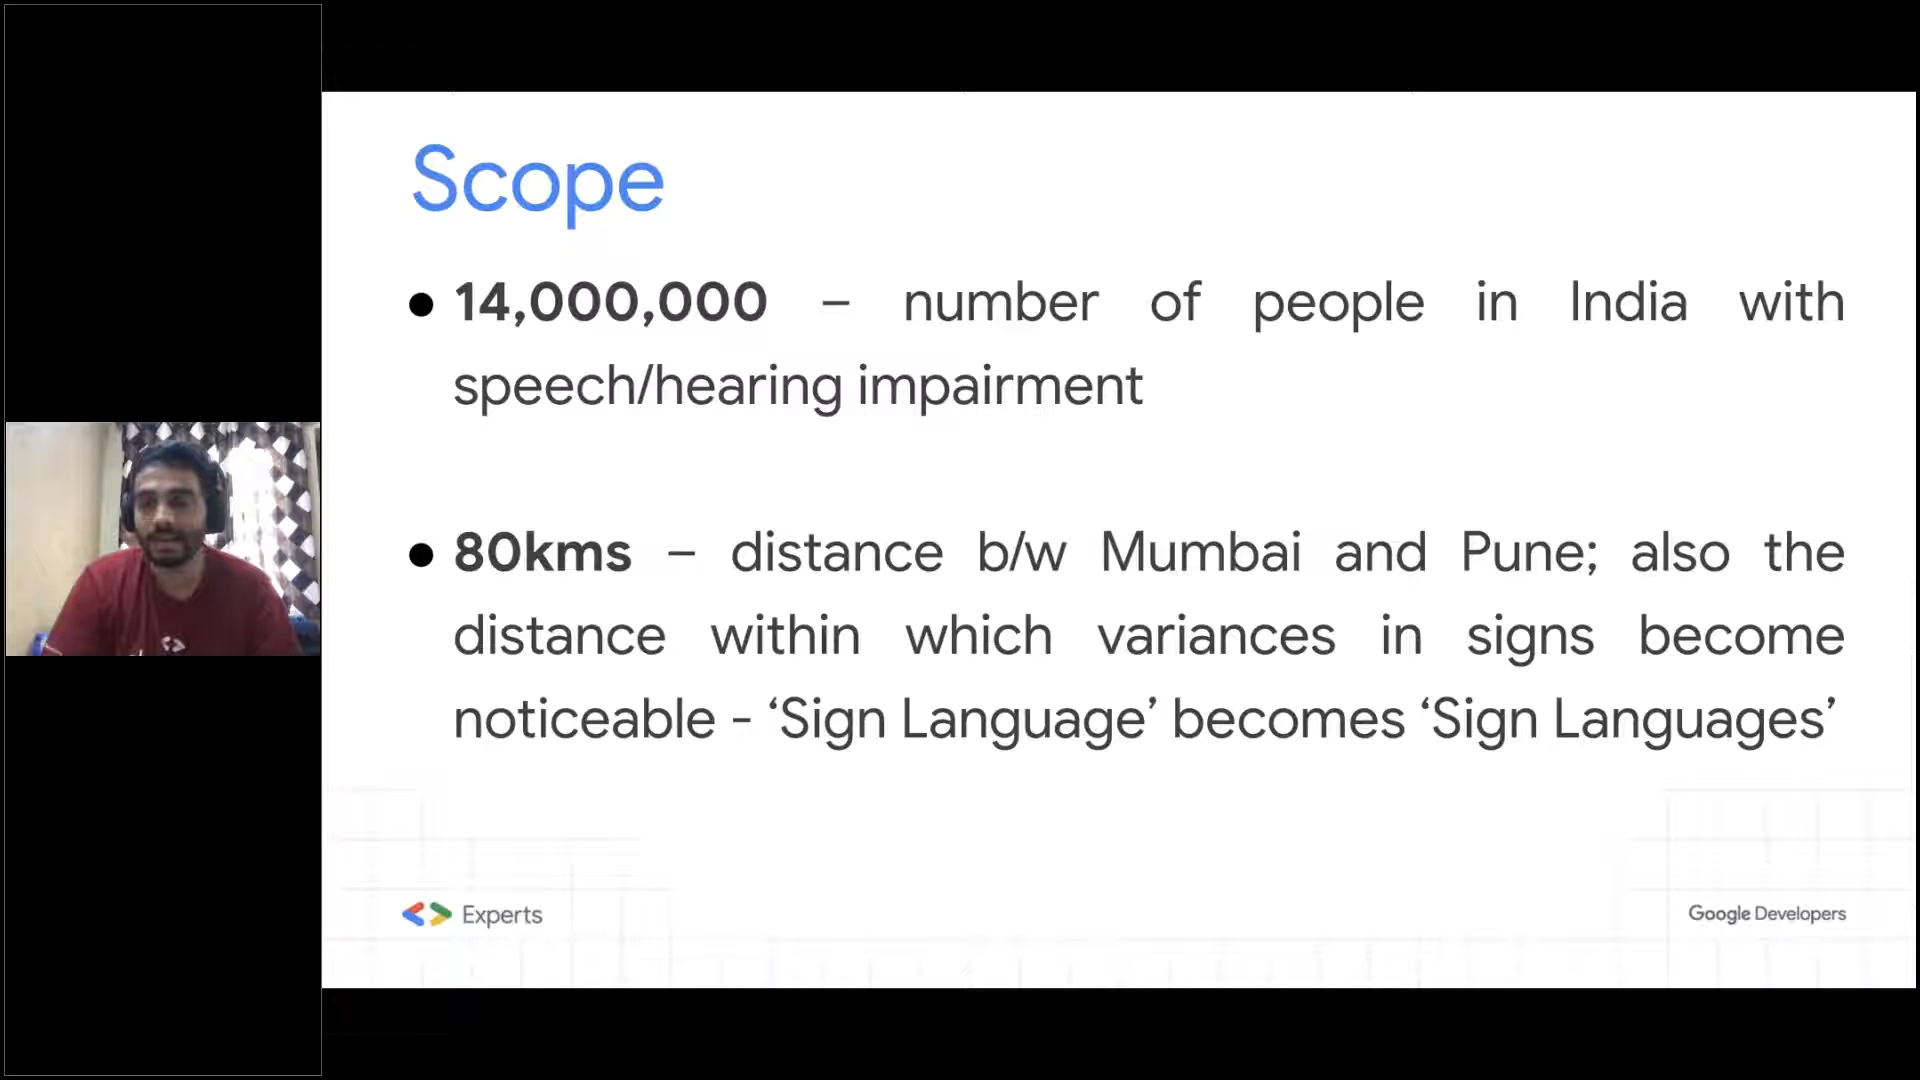 Scope
● 14,000,000 – number of people in India with
speech/hearing impairment
● 80kms – distance b/w Mumbai and Pune; also the
distance within which variances in signs become
noticeable - ‘Sign Language’ becomes ‘Sign Languages’
Experts
Google Developers